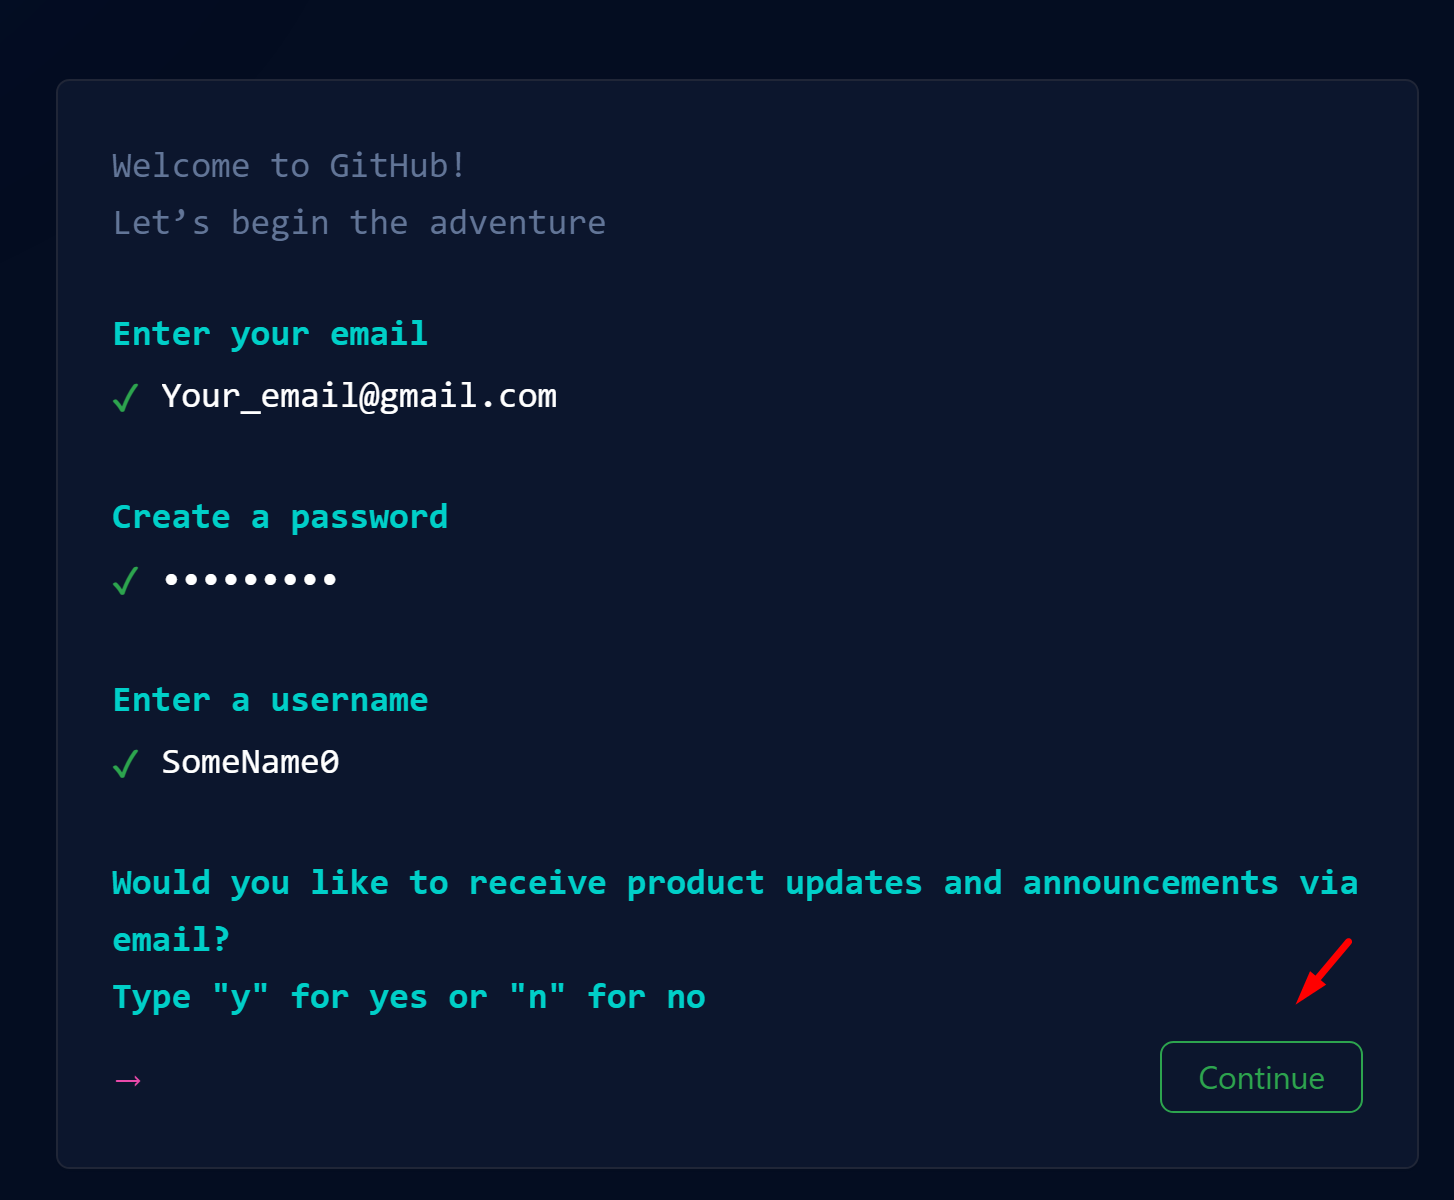 Welcome to GitHub!
Let’s begin the adventure
Enter your email
✓ Your_email@gmail.com
Create a password
✓ •••••••••
Enter a username
✓ SomeName0
Would you like to receive product updates and announcements via
email?
Type "y" for yes or "n" for no
→
Continue